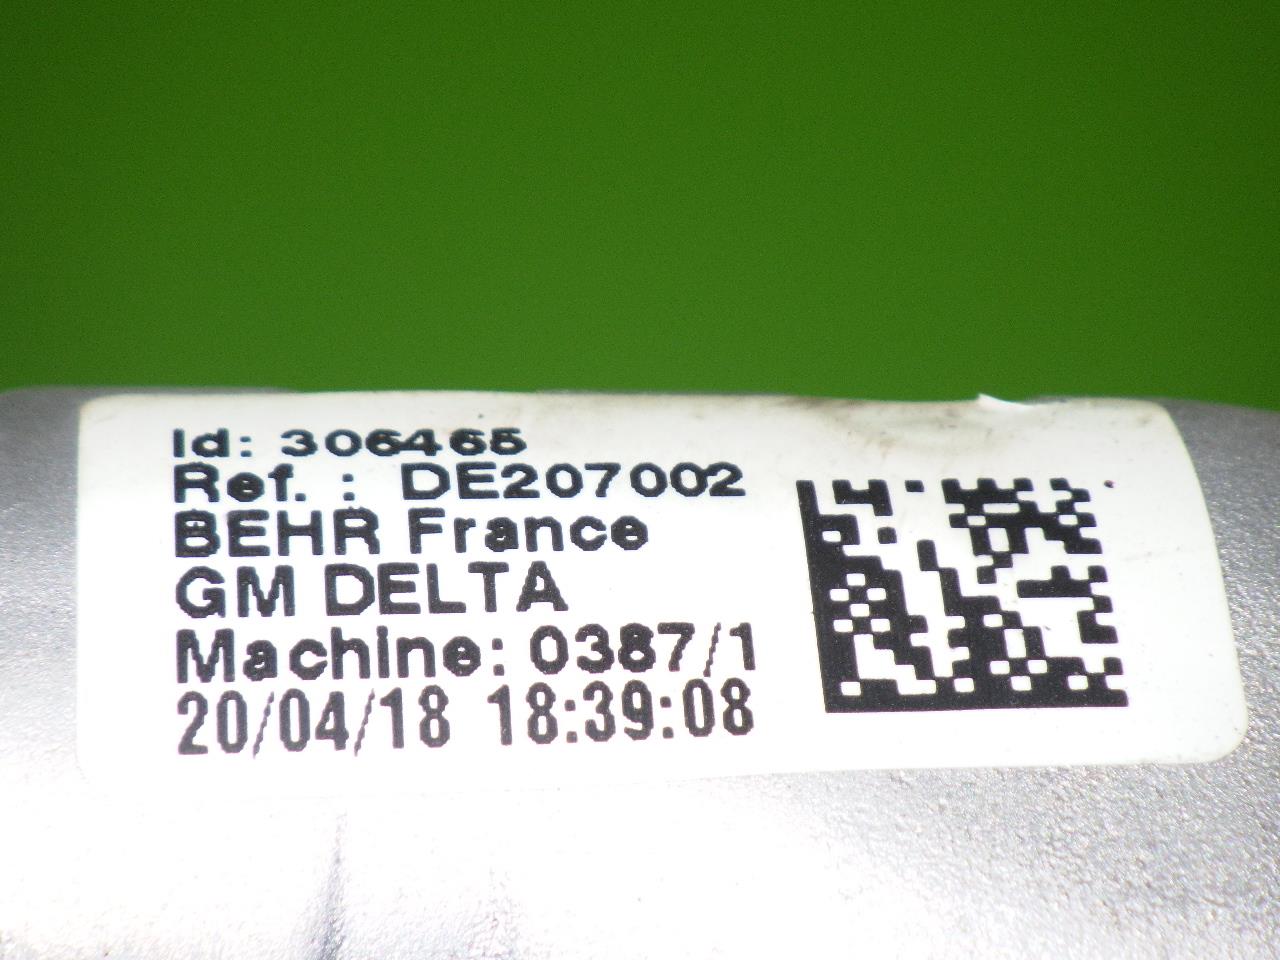 Id: 306465
Ref. : DE207002
BEHR France
GM DELTA
Machine: 0387/1
20/04/18 18:39:08